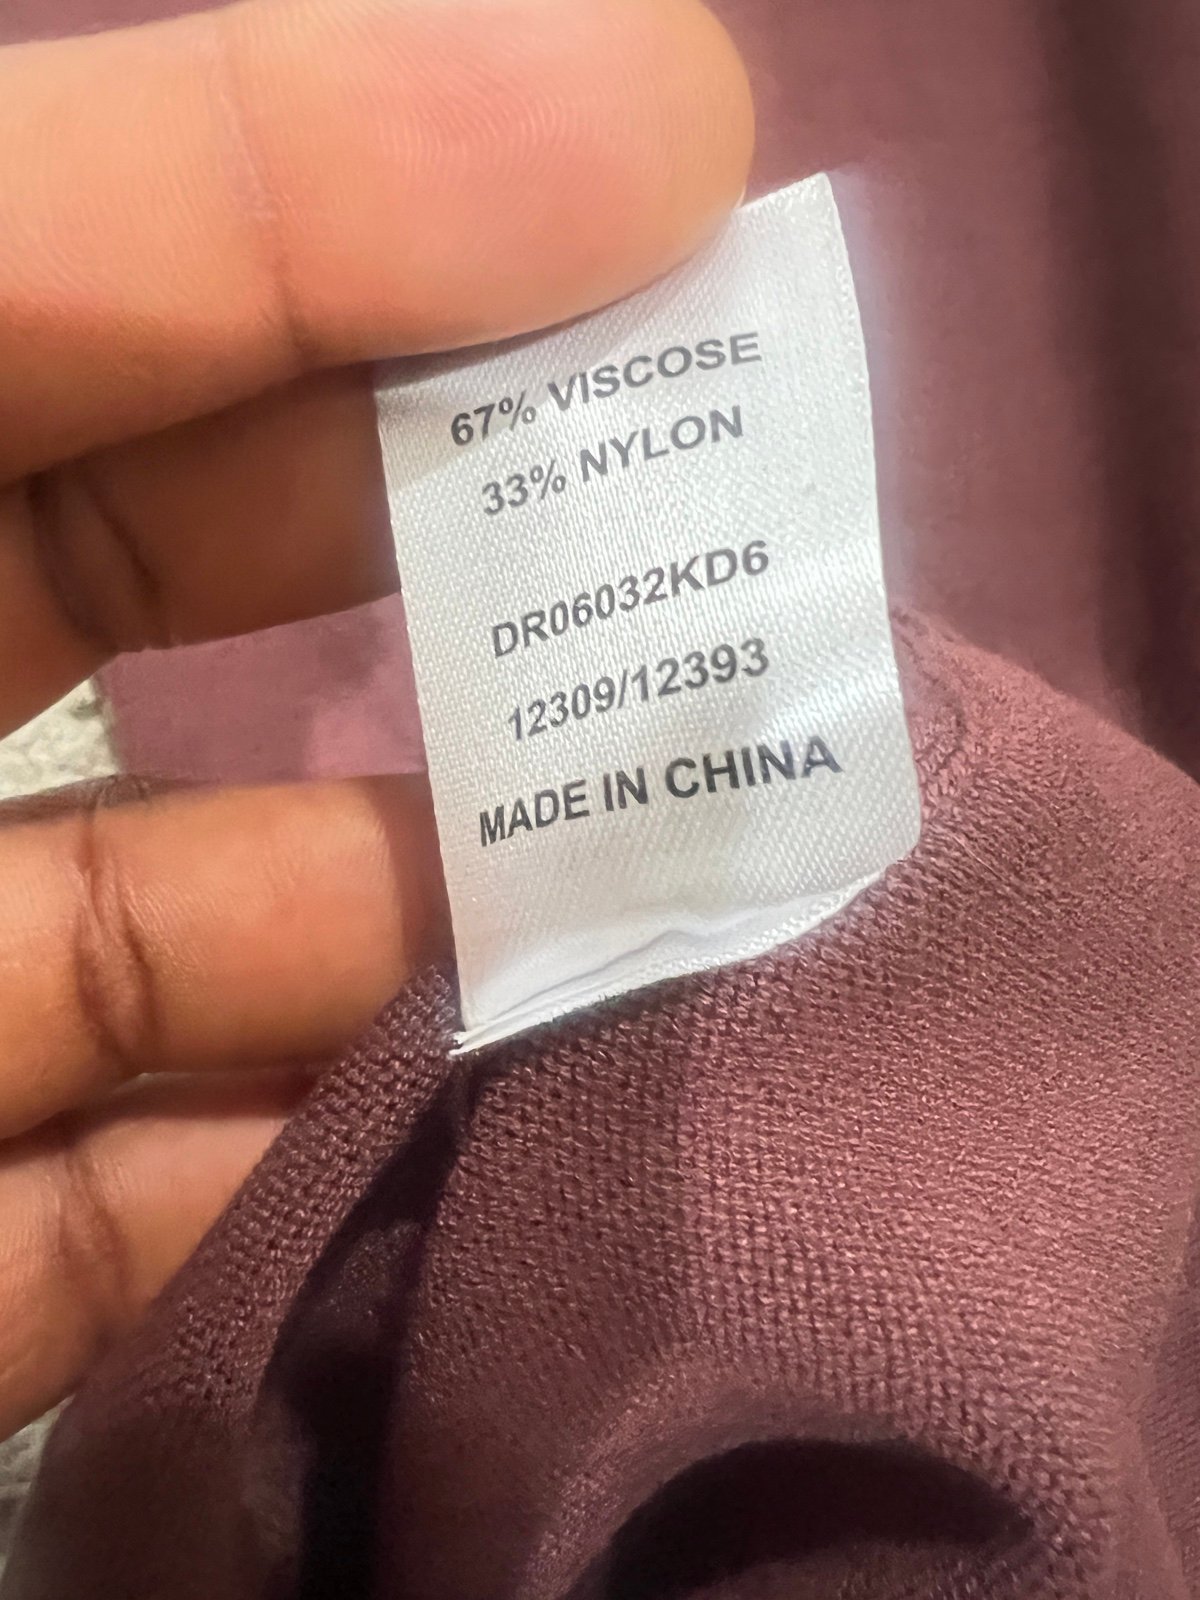 67% VISCOSE
33% NYLON
DR06032KD6
12309/12393
MADE IN CHINA